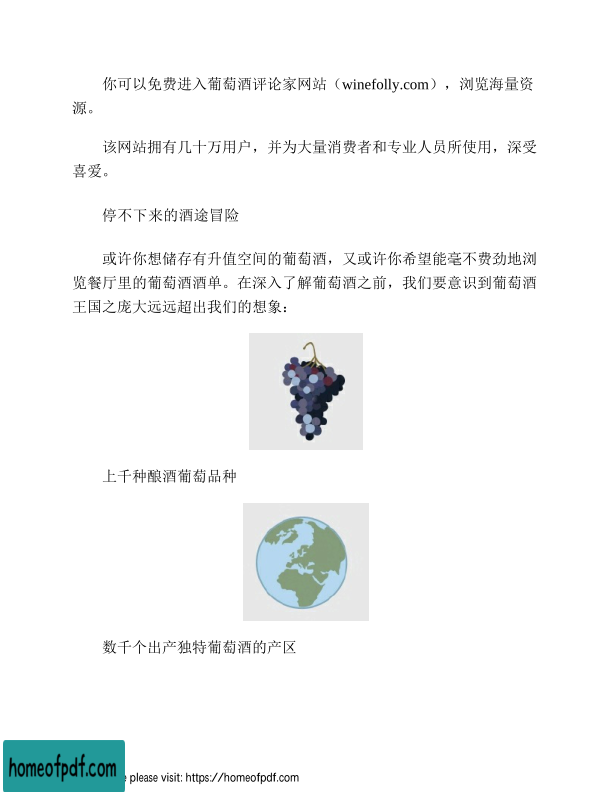 你可以免费进入葡萄酒评论家网站（winefolly.com），浏览海量资
源。
该网站拥有几十万用户，并为大量消费者和专业人员所使用，深受
喜爱。
停不下来的酒途冒险
或许你想储存有升值空间的葡萄酒，又或许你希望能毫不费劲地浏
览餐厅里的葡萄酒酒单。在深入了解葡萄酒之前，我们要意识到葡萄酒
王国之庞大远远超出我们的想象：
上千种酿酒葡萄品种
数千个出产独特葡萄酒的产区
homeofpdf.com
please visit: https://homeofpdf.com